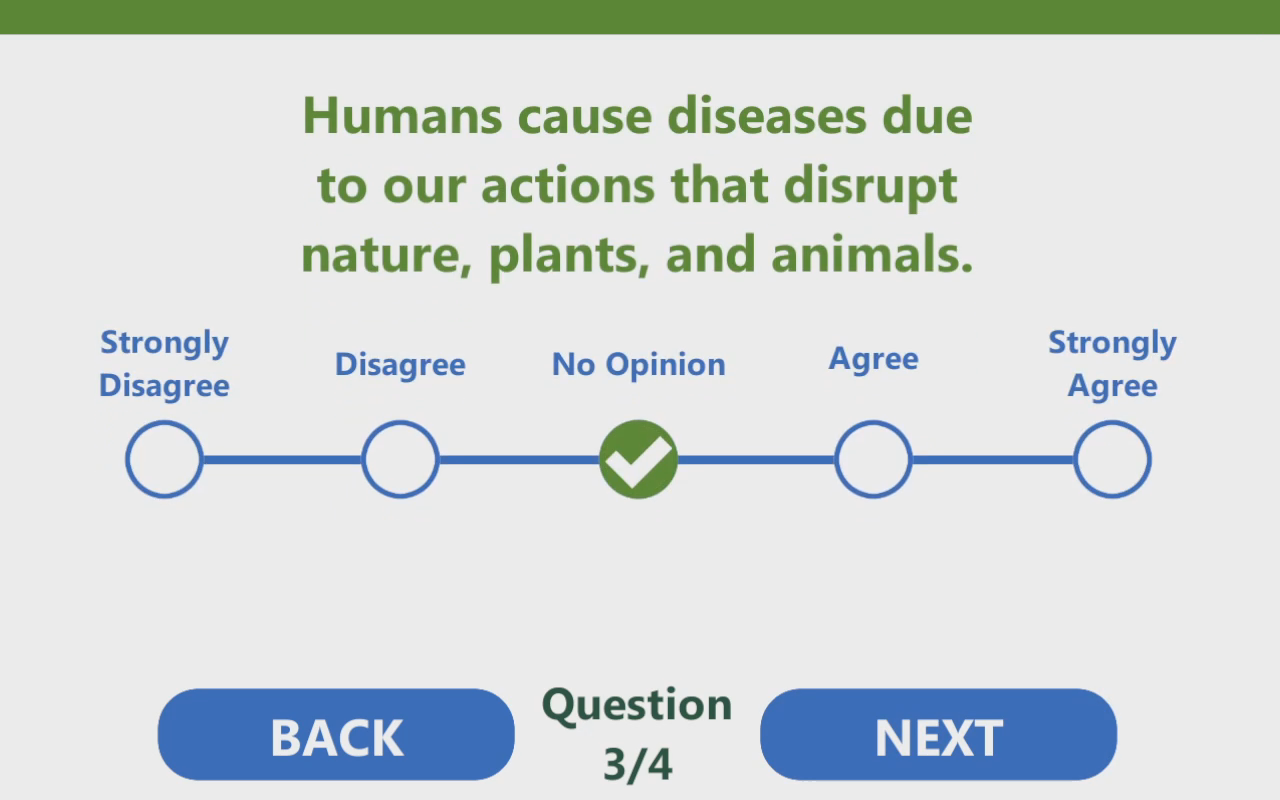 Humans cause diseases due
to our actions that disrupt
nature, plants, and animals.
Strongly
Disagree
Disagree
No Opinion
Agree
Strongly
Agree
BACK
Question
3/4
NEXT